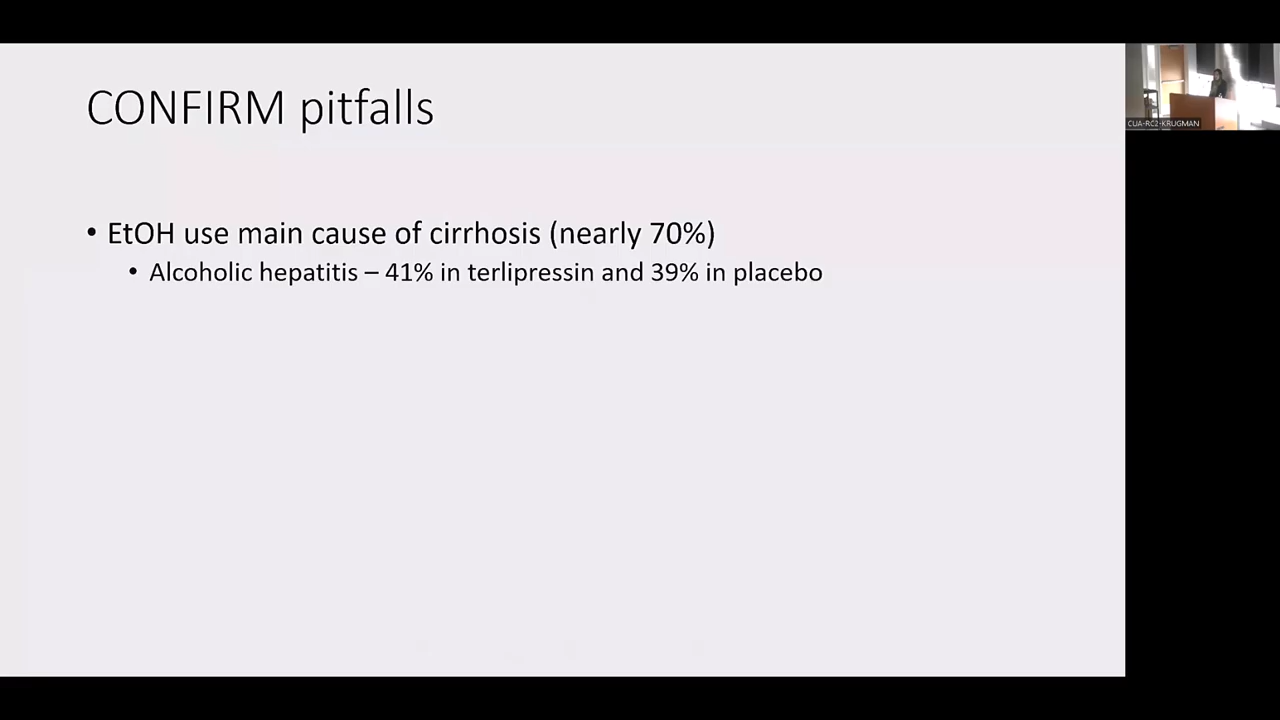 CONFIRM pitfalls
• EtOH use main cause of cirrhosis (nearly 70%)
• Alcoholic hepatitis – 41% in terlipressin and 39% in placebo
CUA-RC2-KRUGMAN